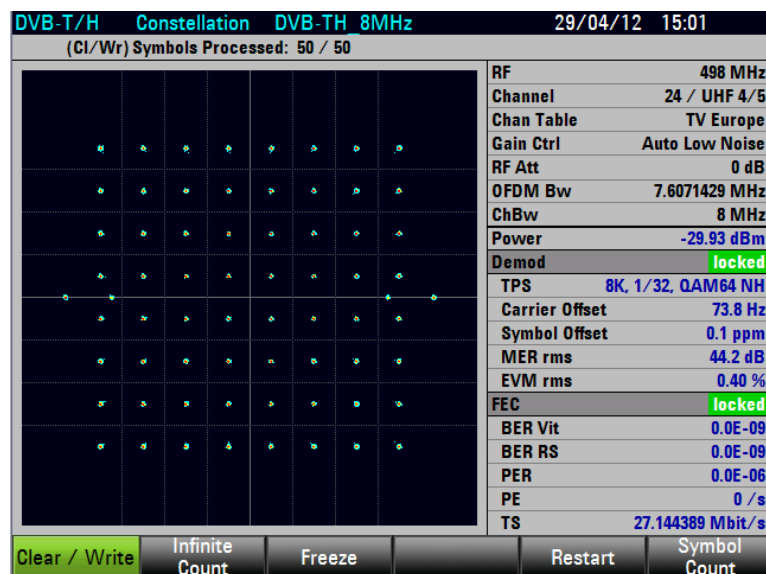 DVB-T/H Constellation DVB-TH_8MHz 29/04/12 15:01
(Cl/Wr) Symbols Processed: 50 / 50
RF 498 MHz
Channel 24 / UHF 4/5
Chan Table TV Europe
Gain Ctrl Auto Low Noise
RF Att 0 dB
OFDM Bw 7.6071429 MHz
ChBw 8 MHz
Power -29.93 dBm
Demod locked
TPS 8K, 1/32, QAM64 NH
Carrier Offset 73.8 Hz
Symbol Offset 0.1 ppm
MER rms 44.2 dB
EVM rms 0.40 %
FEC locked
BER Vit 0.0E-09
BER RS 0.0E-09
PER 0.0E-06
PE 0 /s
TS 27.144389 Mbit/s
Clear / Write Infinite Count Freeze Restart Symbol Count